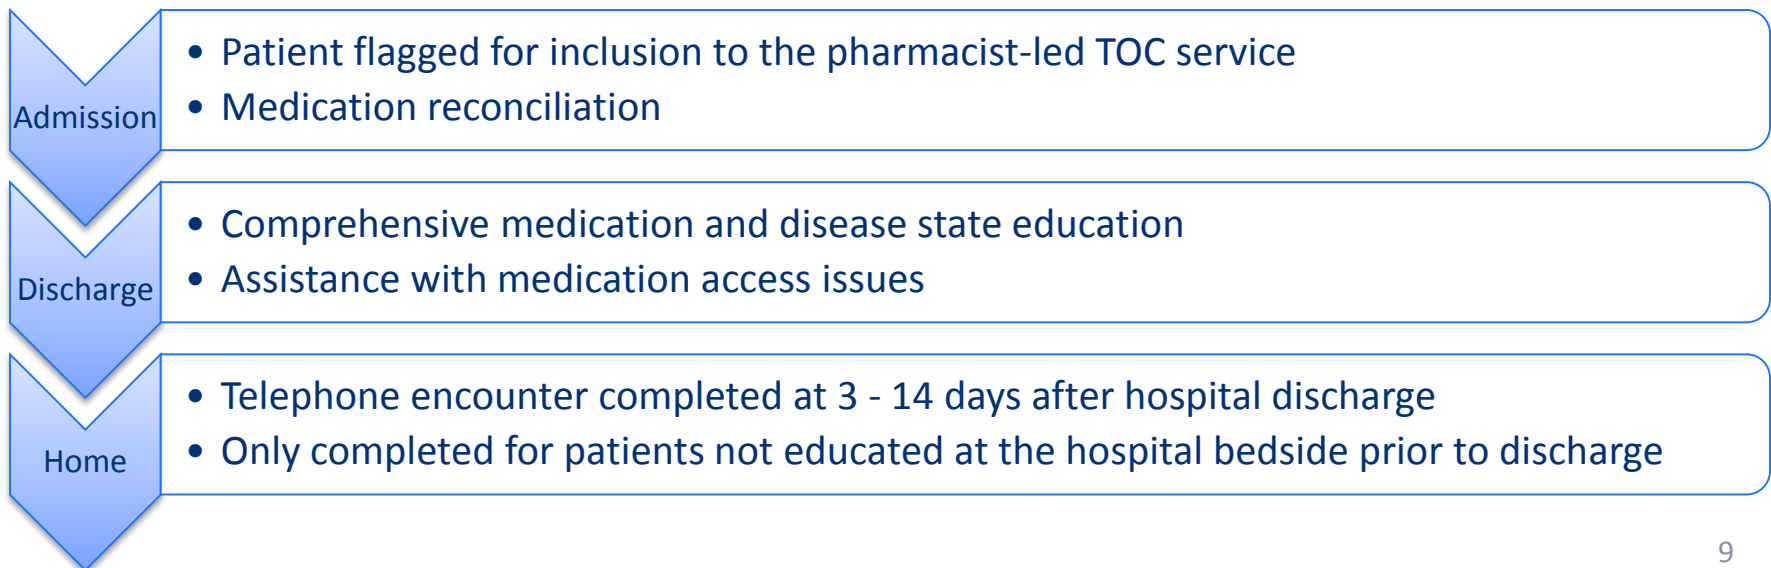 Admission
• Patient flagged for inclusion to the pharmacist-led TOC service
• Medication reconciliation
Discharge
• Comprehensive medication and disease state education
• Assistance with medication access issues
Home
• Telephone encounter completed at 3 - 14 days after hospital discharge
• Only completed for patients not educated at the hospital bedside prior to discharge
9